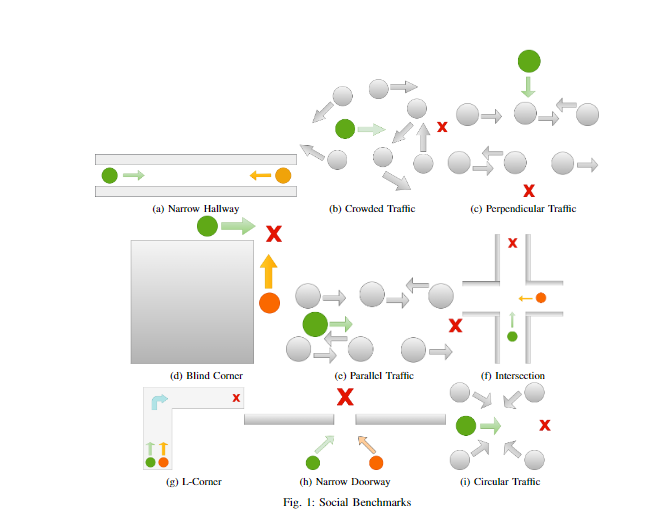 (a) Narrow Hallway
(b) Crowded Traffic
(c) Perpendicular Traffic
(d) Blind Corner
(e) Parallel Traffic
(f) Intersection
(g) L-Corner
(h) Narrow Doorway
(i) Circular Traffic
Fig. 1: Social Benchmarks